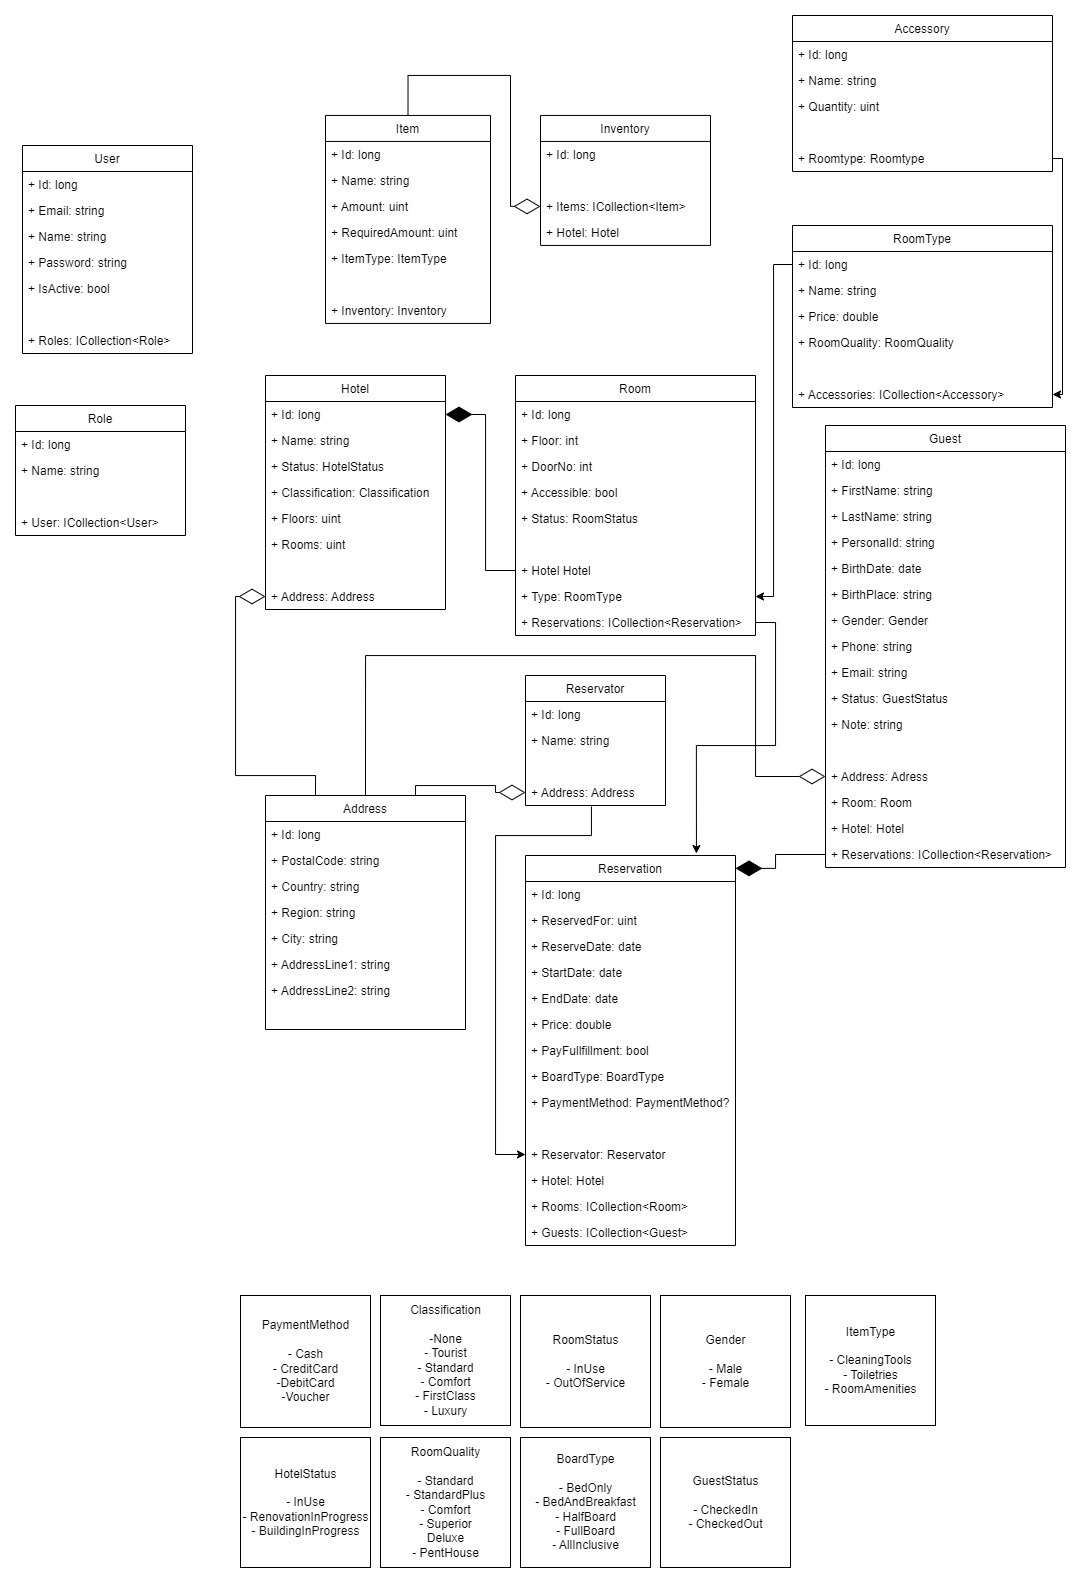 Accessory
+ Id: long
+ Name: string
+ Quantity: uint
+ Roomtype: Roomtype
Item
+ Id: long
+ Name: string
+ Amount: uint
+ RequiredAmount: uint
+ ItemType: ItemType
+ Inventory: Inventory
Inventory
+ Id: long
+ Items: ICollection<Item>
+ Hotel: Hotel
User
+ Id: long
+ Email: string
+ Name: string
+ Password: string
+ IsActive: bool
+ Roles: ICollection<Role>
RoomType
+ Id: long
+ Name: string
+ Price: double
+ RoomQuality: RoomQuality
+ Accessories: ICollection<Accessory>
Role
+ Id: long
+ Name: string
+ User: ICollection<User>
Hotel
+ Id: long
+ Name: string
+ Status: HotelStatus
+ Classification: Classification
+ Floors: uint
+ Rooms: uint
+ Address: Address
Room
+ Id: long
+ Floor: int
+ DoorNo: int
+ Accessible: bool
+ Status: RoomStatus
+ Hotel Hotel
+ Type: RoomType
+ Reservations: ICollection<Reservation>
Guest
+ Id: long
+ FirstName: string
+ LastName: string
+ PersonalId: string
+ BirthDate: date
+ BirthPlace: string
+ Gender: Gender
+ Phone: string
+ Email: string
+ Status: GuestStatus
+ Note: string
+ Address: Adress
+ Room: Room
+ Hotel: Hotel
+ Reservations: ICollection<Reservation>
Reservator
+ Id: long
+ Name: string
+ Address: Address
Address
+ Id: long
+ PostalCode: string
+ Country: string
+ Region: string
+ City: string
+ AddressLine1: string
+ AddressLine2: string
Reservation
+ Id: long
+ ReservedFor: uint
+ ReserveDate: date
+ StartDate: date
+ EndDate: date
+ Price: double
+ PayFullfillment: bool
+ BoardType: BoardType
+ PaymentMethod: PaymentMethod?
+ Reservator: Reservator
+ Hotel: Hotel
+ Rooms: ICollection<Room>
+ Guests: ICollection<Guest>
PaymentMethod
- Cash
- CreditCard
-DebitCard
-Voucher
Classification
-None
- Tourist
- Standard
- Comfort
- FirstClass
- Luxury
RoomStatus
- InUse
- OutOfService
Gender
- Male
- Female
ItemType
- CleaningTools
- Toiletries
- RoomAmenities
HotelStatus
- InUse
- RenovationInProgress
- BuildingInProgress
RoomQuality
- Standard
- StandardPlus
- Comfort
- Superior
Deluxe
- PentHouse
BoardType
- BedOnly
- BedAndBreakfast
- HalfBoard
- FullBoard
- AllInclusive
GuestStatus
- CheckedIn
- CheckedOut